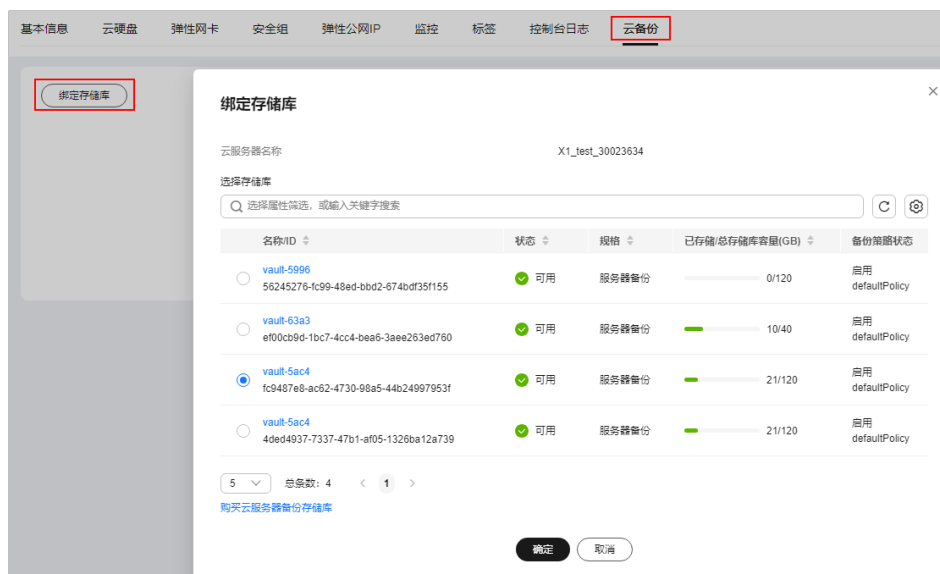 基本信息 云硬盘 弹性网卡 安全组 弹性公网IP 监控 标签 控制台日志 云备份
绑定存储库
绑定存储库
云服务器名称 X1_test_30023634
选择存储库
选择属性筛选，或输入关键字搜索
名称/ID 状态 规格 已存储/总存储库容量(GB) 备份策略状态
vault-5996
56245276-fc99-48ed-bbd2-674bdf35f155
可用 服务器备份 0/120
启用
defaultPolicy
vault-63a3
ef00cb9d-1bc7-4cc4-bea6-3aee263ed760
可用 服务器备份 10/40
启用
defaultPolicy
vault-5ac4
fc9487e8-ac62-4730-98a5-44b24997953f
可用 服务器备份 21/120
启用
defaultPolicy
vault-5ac4
4ded4937-7337-47b1-af05-1326ba12a739
可用 服务器备份 21/120
启用
defaultPolicy
5 总条数：4 1
购买云服务器备份存储库
确定 取消